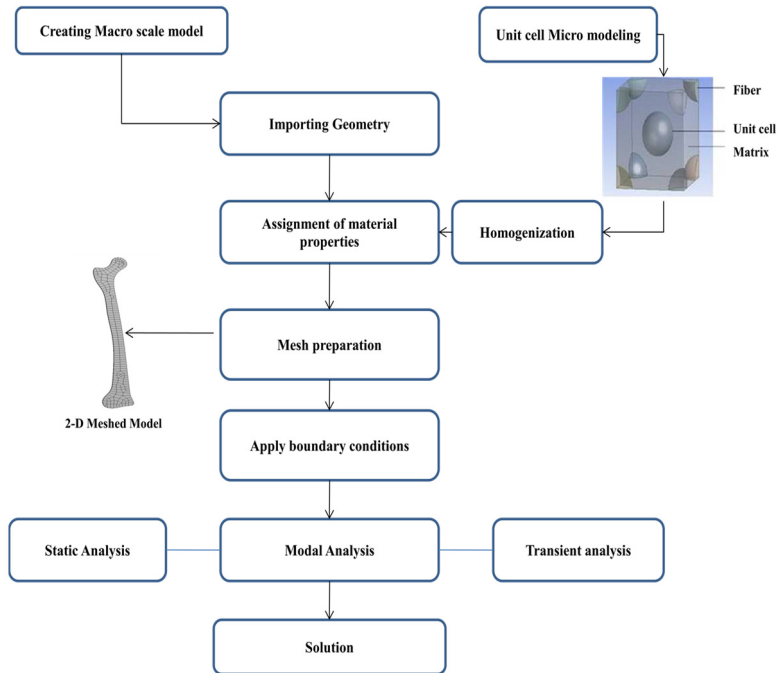 Creating Macro scale model
Unit cell Micro modeling
Fiber
Unit cell
Matrix
Importing Geometry
Assignment of material
properties
Homogenization
Mesh preparation
2-D Meshed Model
Apply boundary conditions
Static Analysis
Modal Analysis
Transient analysis
Solution